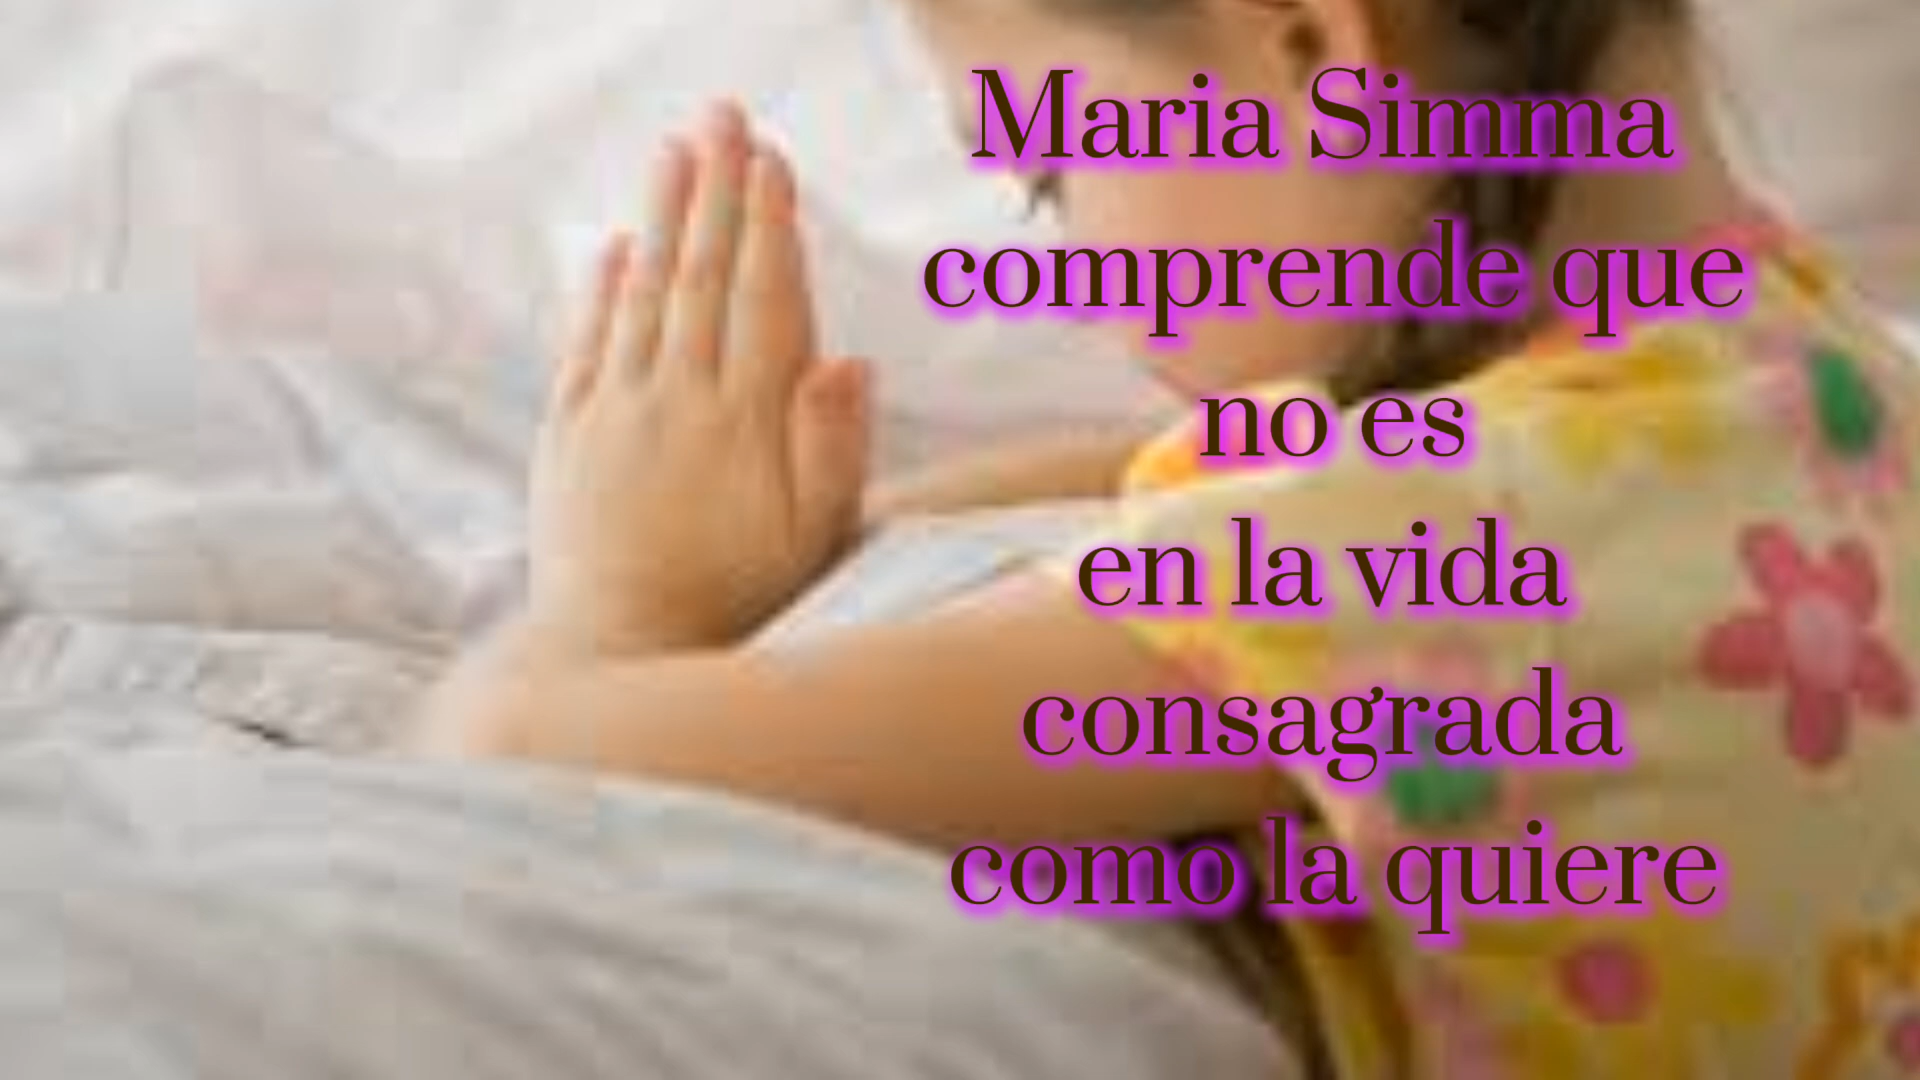 Maria Simma
comprende que
no es
en la vida
consagrada
como la quiere